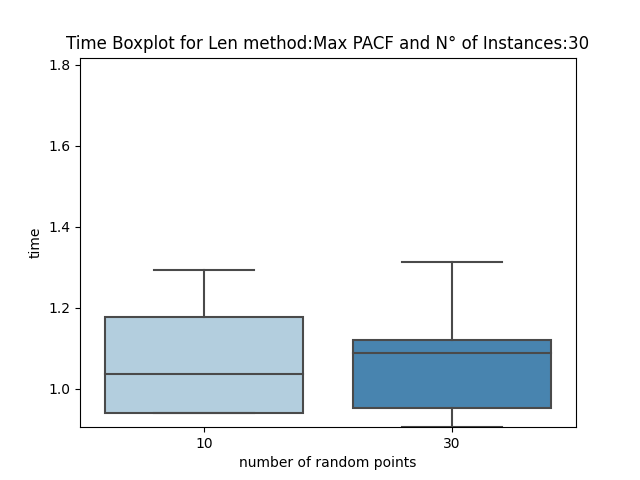 Time Boxplot for Len method:Max PACF and N° of Instances:30
1.8
1.6
1.4
1.2
1.0
time
10 30
number of random points